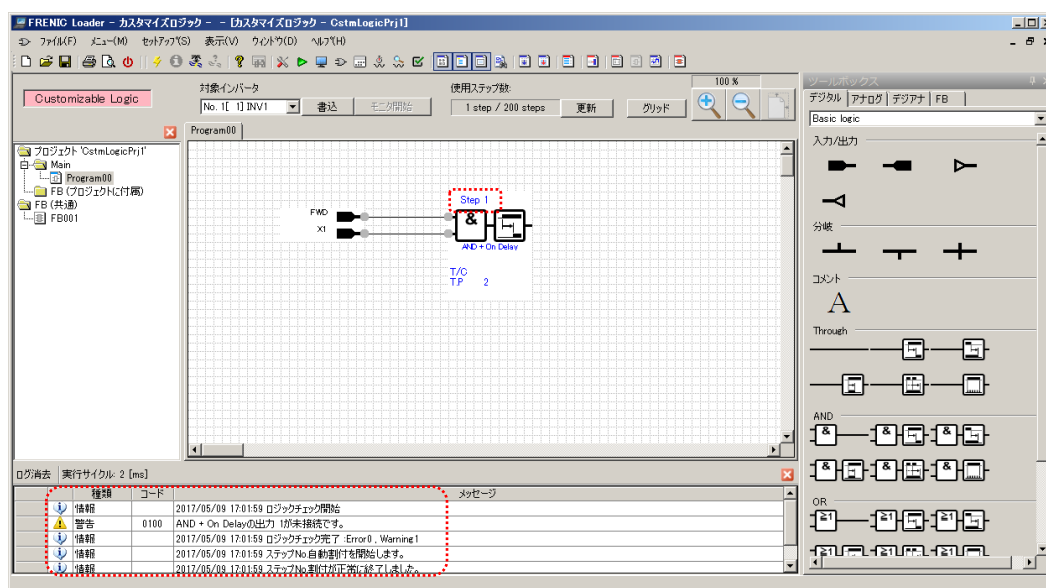 FRENIC Loader - カスタマイズロジック - - [カスタマイズロジック - CstmLogicPrj1]
ファイル(F) メニュー(M) セットアップ(S) 表示(V) ウィンドウ(D) ヘルプ(H)
Customizable Logic
対象インバータ
No. 1[ 1] INV1
書込
モニタ開始
使用ステップ数:
1 step / 200 steps
更新
グリッド
100 %
プロジェクト 'CstmLogicPrj1'
Main
Program00
FB (プロジェクトに付属)
FB (共通)
FB001
Program00
Step 1
FWD
X1
&
AND + On Delay
T/C
T.P 2
ツールボックス
デジタル アナログ デジアナ FB
Basic logic
入力/出力
分岐
コメント
A
Through
AND
& & &
& & &
OR
≧1 ≧1 ≧1
≧1 ≧1 ≧1
ログ消去 実行サイクル: 2 [ms]
種類 コード メッセージ
情報 2017/05/09 17:01:59 ロジックチェック開始
警告 0100 AND + On Delayの出力 1が未接続です。
情報 2017/05/09 17:01:59 ロジックチェック完了 :Error0 , Warning1
情報 2017/05/09 17:01:59 ステップNo.自動割付を開始します。
情報 2017/05/09 17:01:59 ステップNo.割付が正常に終了しました。